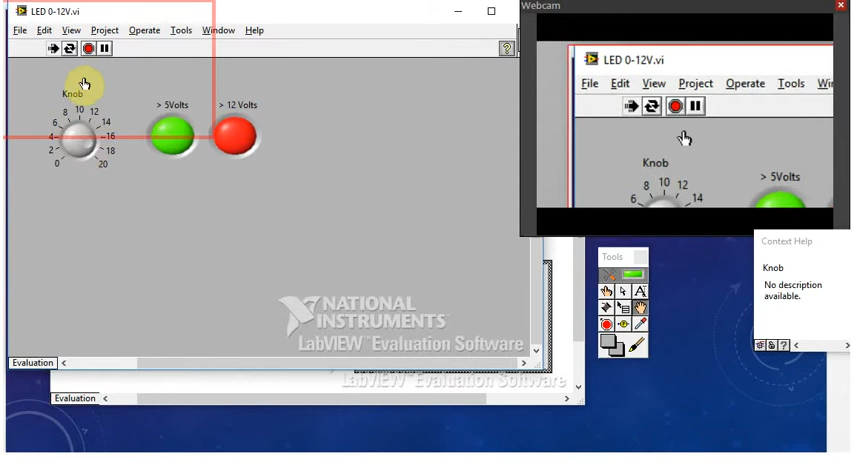 LED 0-12V.vi
File Edit View Project Operate Tools Window Help
?
Knob
> 5Volts
> 12 Volts
0 2 4 6 8 10 12 14 16 18 20
NATIONAL
INSTRUMENTS™
LabVIEW™ Evaluation Software
Evaluation
LabVIEW™ Evaluation Software
Evaluation
Webcam
LED 0-12V.vi
File Edit View Project Operate Tools
Knob
6 8 10 12 14
> 5Volts
Tools
A
Context Help
Knob
No description
available.
?